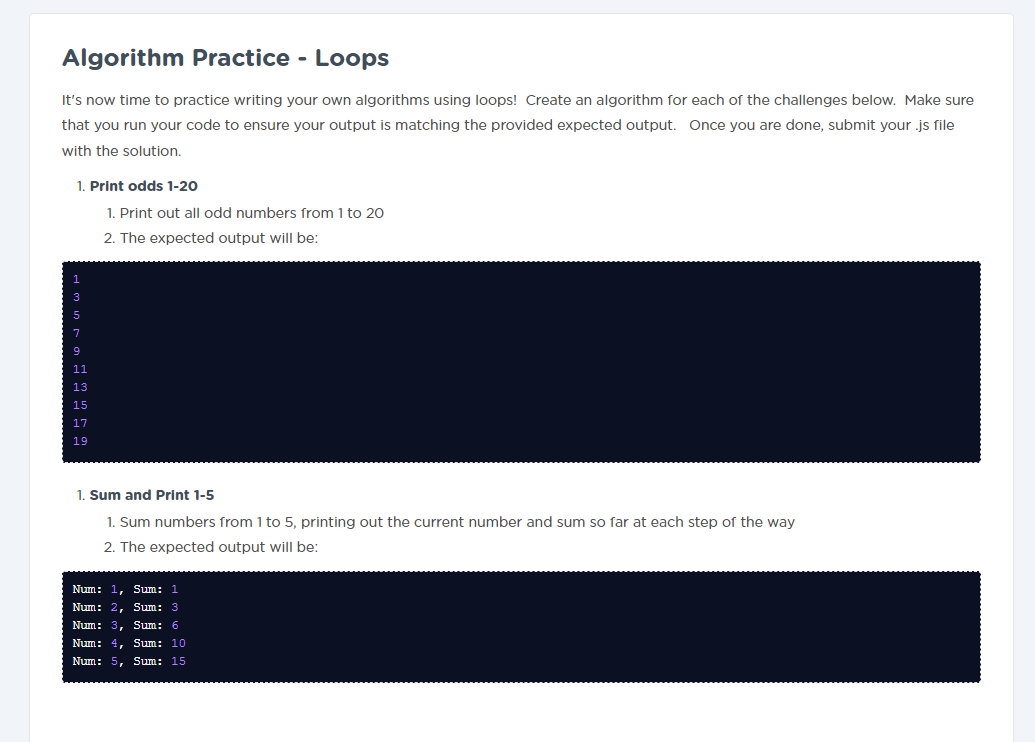 Algorithm Practice - Loops
It's now time to practice writing your own algorithms using loops!  Create an algorithm for each of the challenges below.  Make sure
that you run your code to ensure your output is matching the provided expected output.   Once you are done, submit your .js file
with the solution.
1. Print odds 1-20
1. Print out all odd numbers from 1 to 20
2. The expected output will be:
1
3
5
7
9
11
13
15
17
19
1. Sum and Print 1-5
1. Sum numbers from 1 to 5, printing out the current number and sum so far at each step of the way
2. The expected output will be:
Num: 1, Sum: 1
Num: 2, Sum: 3
Num: 3, Sum: 6
Num: 4, Sum: 10
Num: 5, Sum: 15